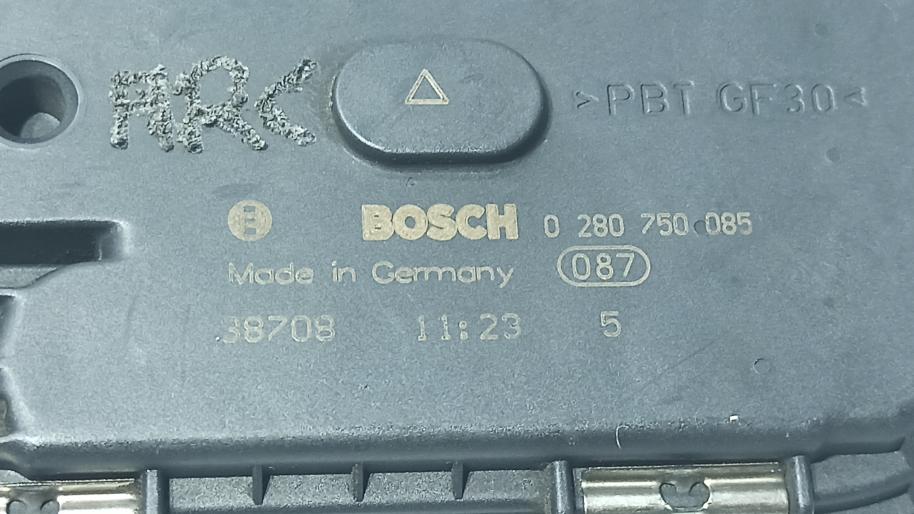 ARC
>PBT GF30<
BOSCH 0 280 750 085
Made in Germany 087
38708 11:23 5